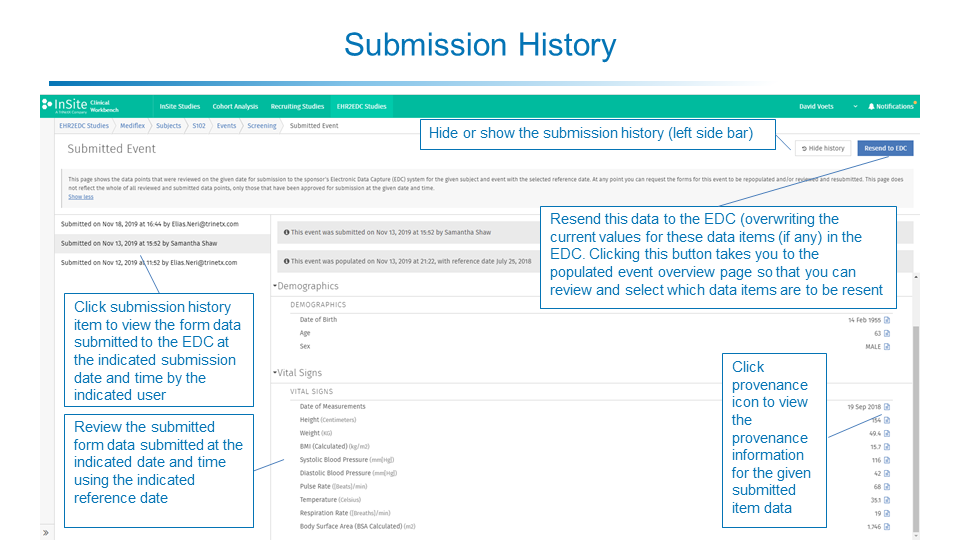 Submission History
InSite Clinical Workbench
A TriNetX Company
InSite Studies Cohort Analysis Recruiting Studies EHR2EDC Studies David Voets Notifications
EHR2EDC Studies Mediflex Subjects S102 Events Screening Submitted Event
Hide or show the submission history (left side bar)
Submitted Event
Hide history Resend to EDC
This page shows the data points that were reviewed on the given date for submission to the sponsor's Electronic Data Capture (EDC) system for the given subject and event with the selected reference date. At any point you can request the forms for this event to be repopulated and/or reviewed and resubmitted. This page does
not reflect the whole of all reviewed and submitted data points, only those that have been approved for submission at the given date and time.
Show less
Submitted on Nov 18, 2019 at 16:44 by Elias.Neri@trinetx.com
Submitted on Nov 13, 2019 at 15:52 by Samantha Shaw
Submitted on Nov 12, 2019 at 11:52 by Elias.Neri@trinetx.com
This event was submitted on Nov 13, 2019 at 15:52 by Samantha Shaw
This event was populated on Nov 13, 2019 at 21:22, with reference date July 25, 2018
Resend this data to the EDC (overwriting the
current values for these data items (if any) in the
EDC. Clicking this button takes you to the
populated event overview page so that you can
review and select which data items are to be resent
Click submission history
item to view the form data
submitted to the EDC at
the indicated submission
date and time by the
indicated user
Review the submitted
form data submitted at the
indicated date and time
using the indicated
reference date
Demographics
DEMOGRAPHICS
Date of Birth 14 Feb 1955
Age 63
Sex MALE
Vital Signs
VITAL SIGNS
Date of Measurements 19 Sep 2018
Height (Centimeters) 154
Weight (KG) 49.4
BMI (Calculated) (kg/m2) 15.7
Systolic Blood Pressure (mm[Hg]) 116
Diastolic Blood Pressure (mm[Hg]) 42
Pulse Rate ([Beats]/min) 68
Temperature (Celsius) 35.1
Respiration Rate ([Breaths]/min) 19
Body Surface Area (BSA Calculated) (m2) 1.746
Click
provenance
icon to view
the
provenance
information
for the given
submitted
item data